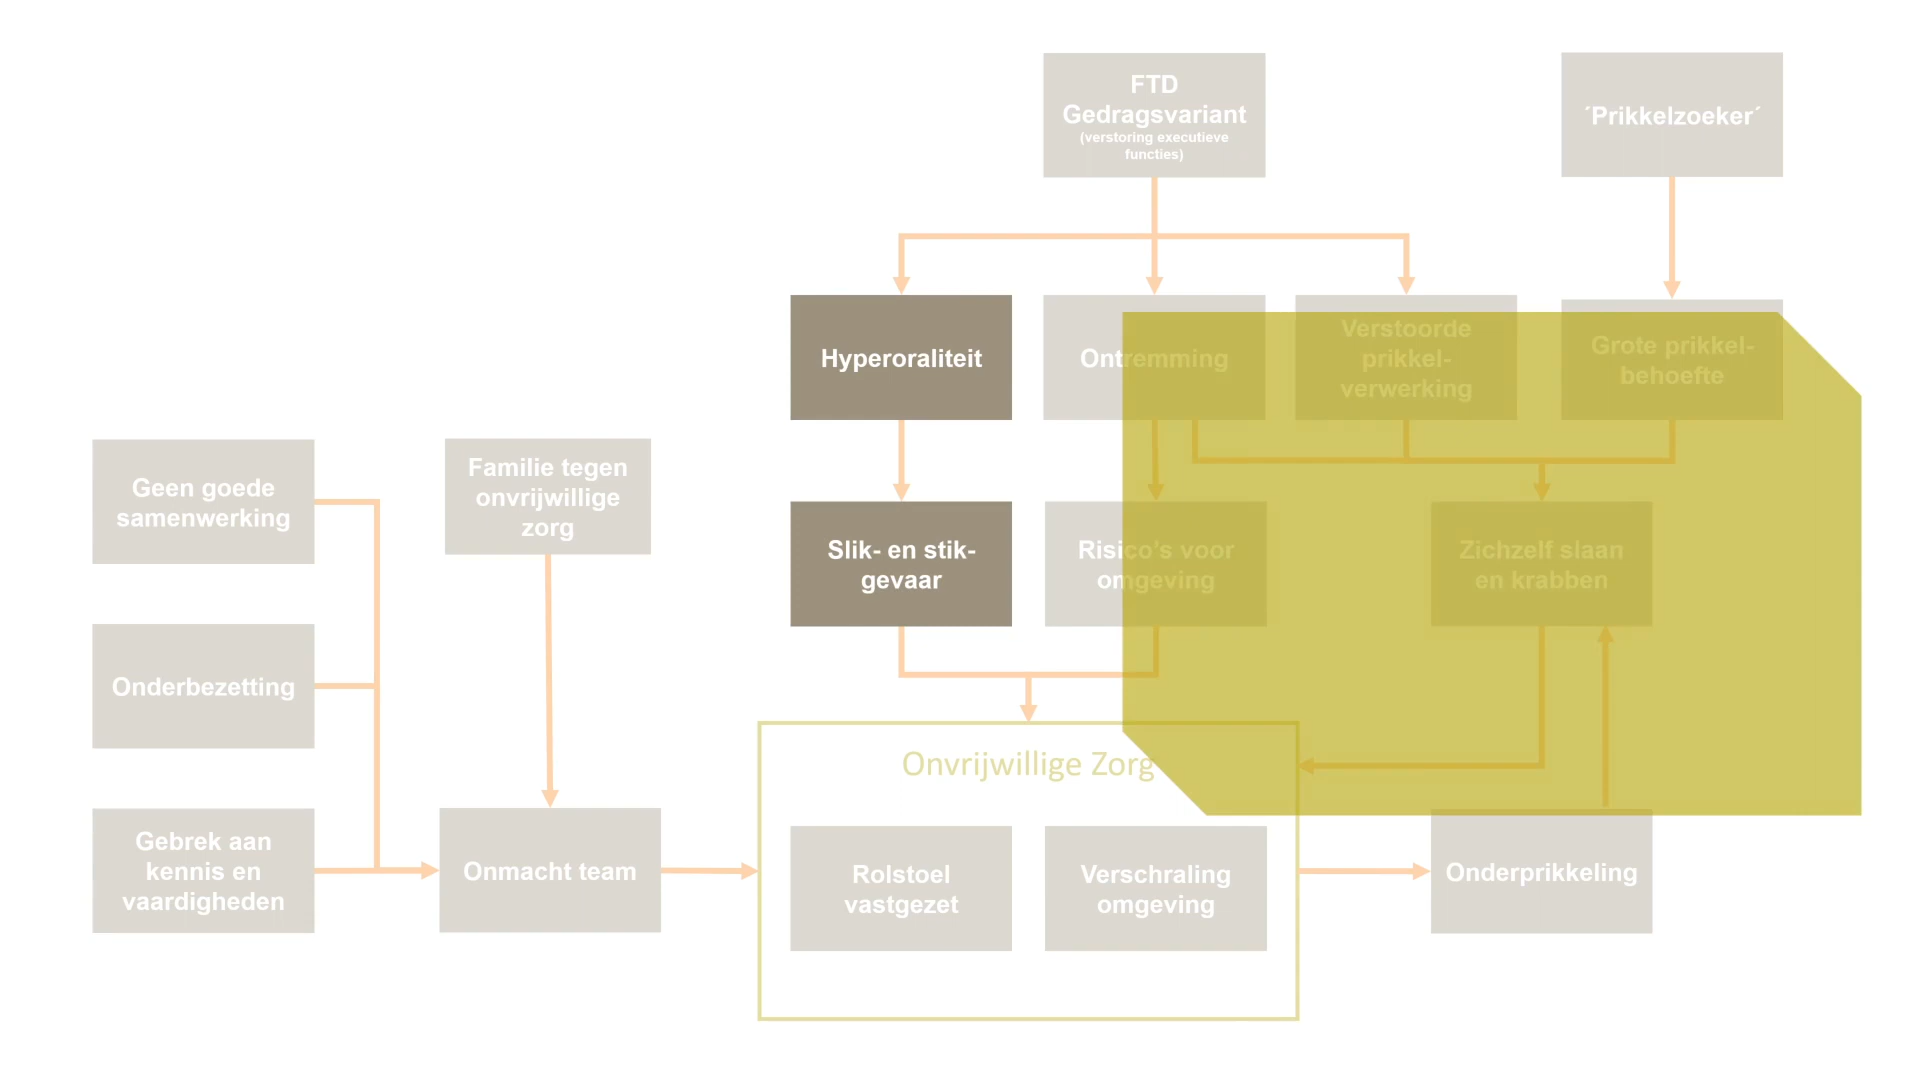 FTD
Gedragsvariant
(verstoring executieve
functies)
´Prikkelzoeker´
Hyperoraliteit
Ontremming
Verstoorde
prikkel-
verwerking
Grote prikkel-
behoefte
Geen goede
samenwerking
Familie tegen
onvrijwillige
zorg
Slik- en stik-
gevaar
Risico's voor
omgeving
Zichzelf slaan
en krabben
Onderbezetting
Onvrijwillige Zorg
Gebrek aan
kennis en
vaardigheden
Onmacht team
Rolstoel
vastgezet
Verschraling
omgeving
Onderprikkeling